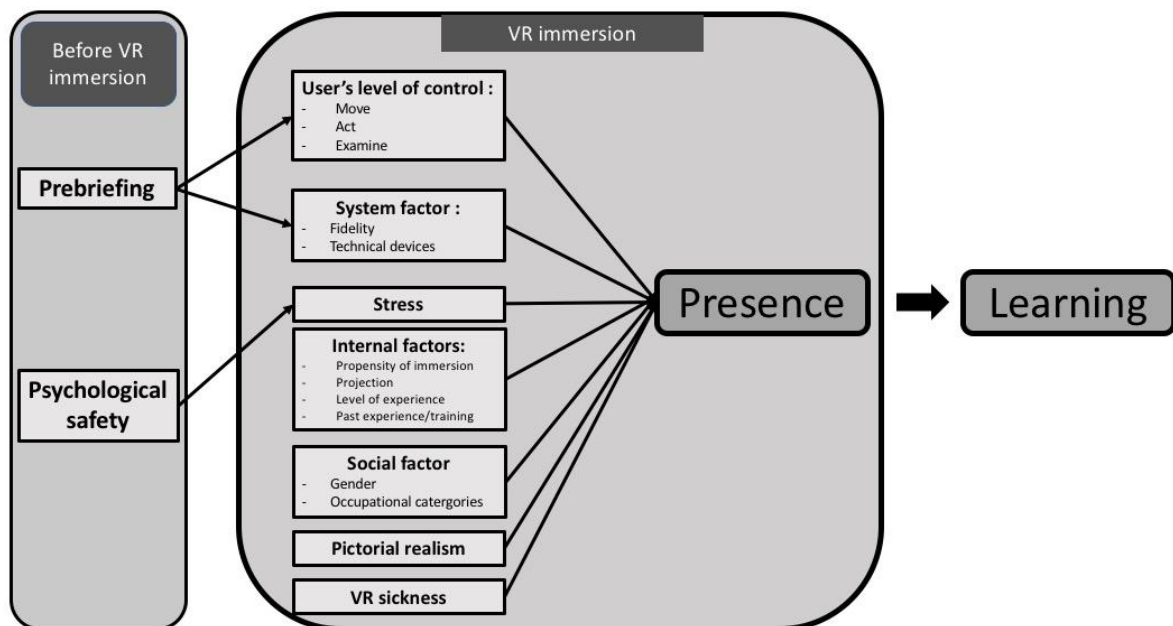 Before VR
immersion
Prebriefing
Psychological
safety
VR immersion
User's level of control :
- Move
- Act
- Examine
System factor :
- Fidelity
- Technical devices
Stress
Internal factors:
- Propensity of immersion
- Projection
- Level of experience
- Past experience/training
Social factor
- Gender
- Occupational catergories
Pictorial realism
VR sickness
Presence
Learning